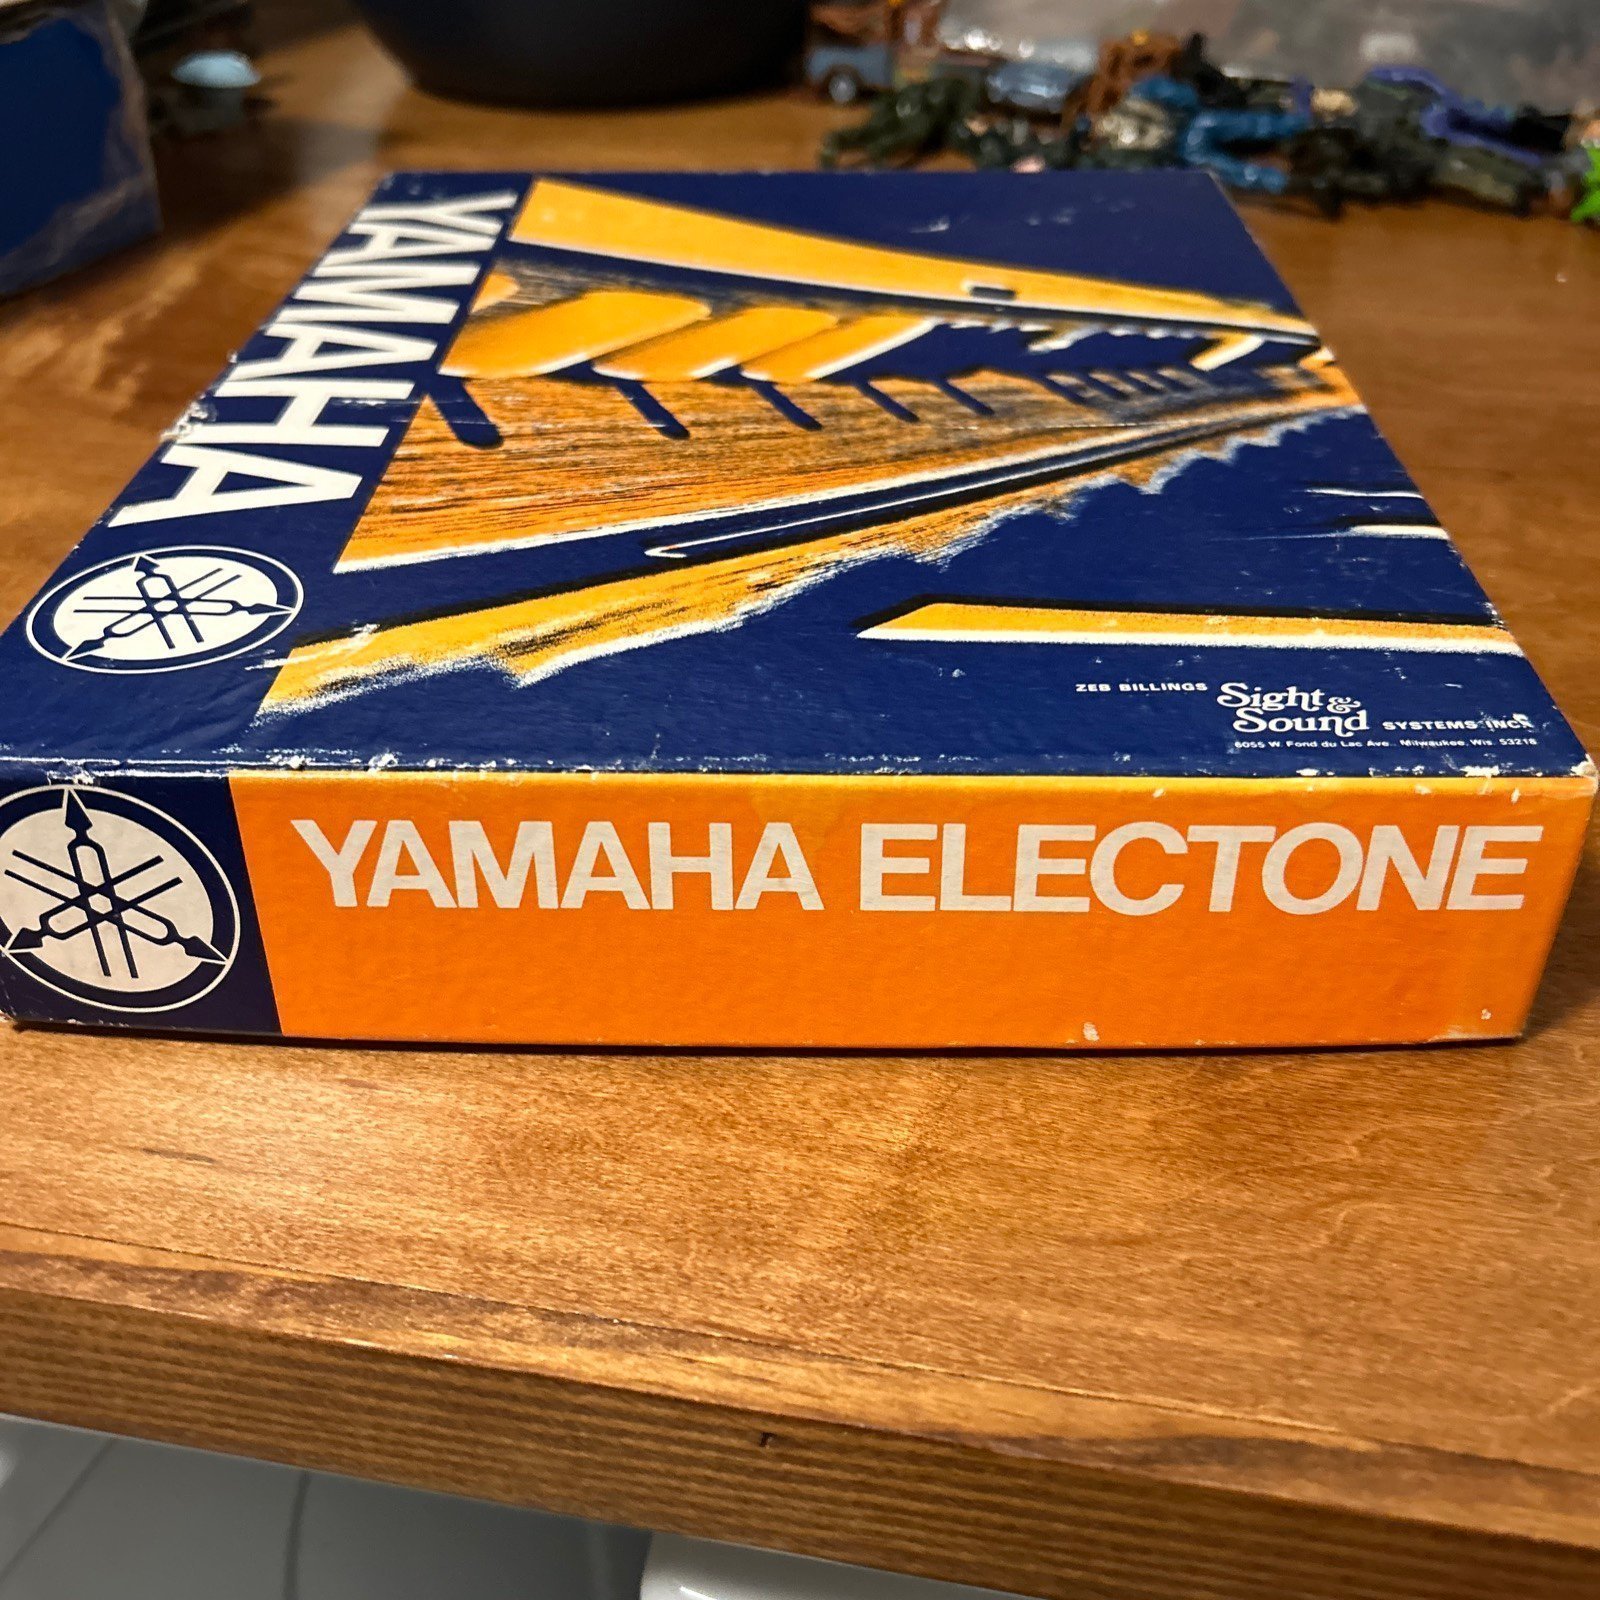 YAMAHA
ZEB BILLINGS Sight & Sound SYSTEMS INC.
6055 W. Fond du Lac Ave. Milwaukee, Wis. 53218
YAMAHA ELECTONE